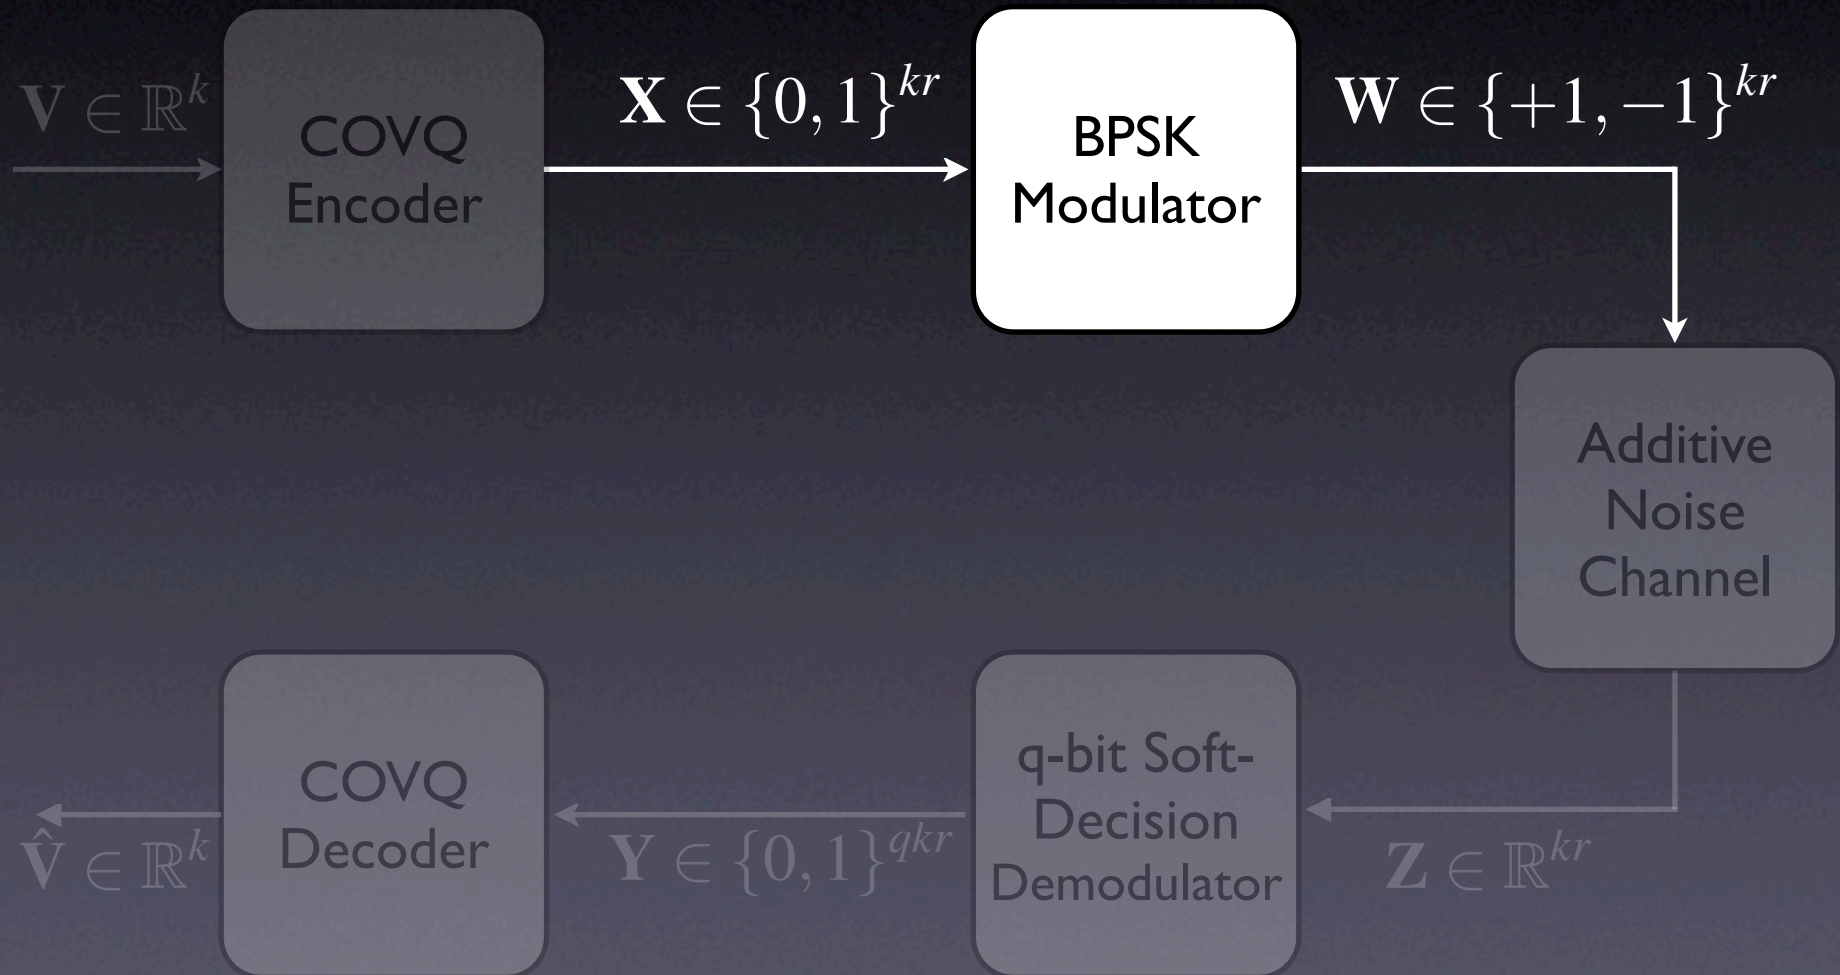 𝐕 ∈ ℝ^k
COVQ
Encoder
𝐗 ∈ {0, 1}^{kr}
BPSK
Modulator
𝐖 ∈ {+1, −1}^{kr}
Additive
Noise
Channel
𝐙 ∈ ℝ^{kr}
q-bit Soft-
Decision
Demodulator
𝐘 ∈ {0, 1}^{qkr}
COVQ
Decoder
𝐕̂ ∈ ℝ^k